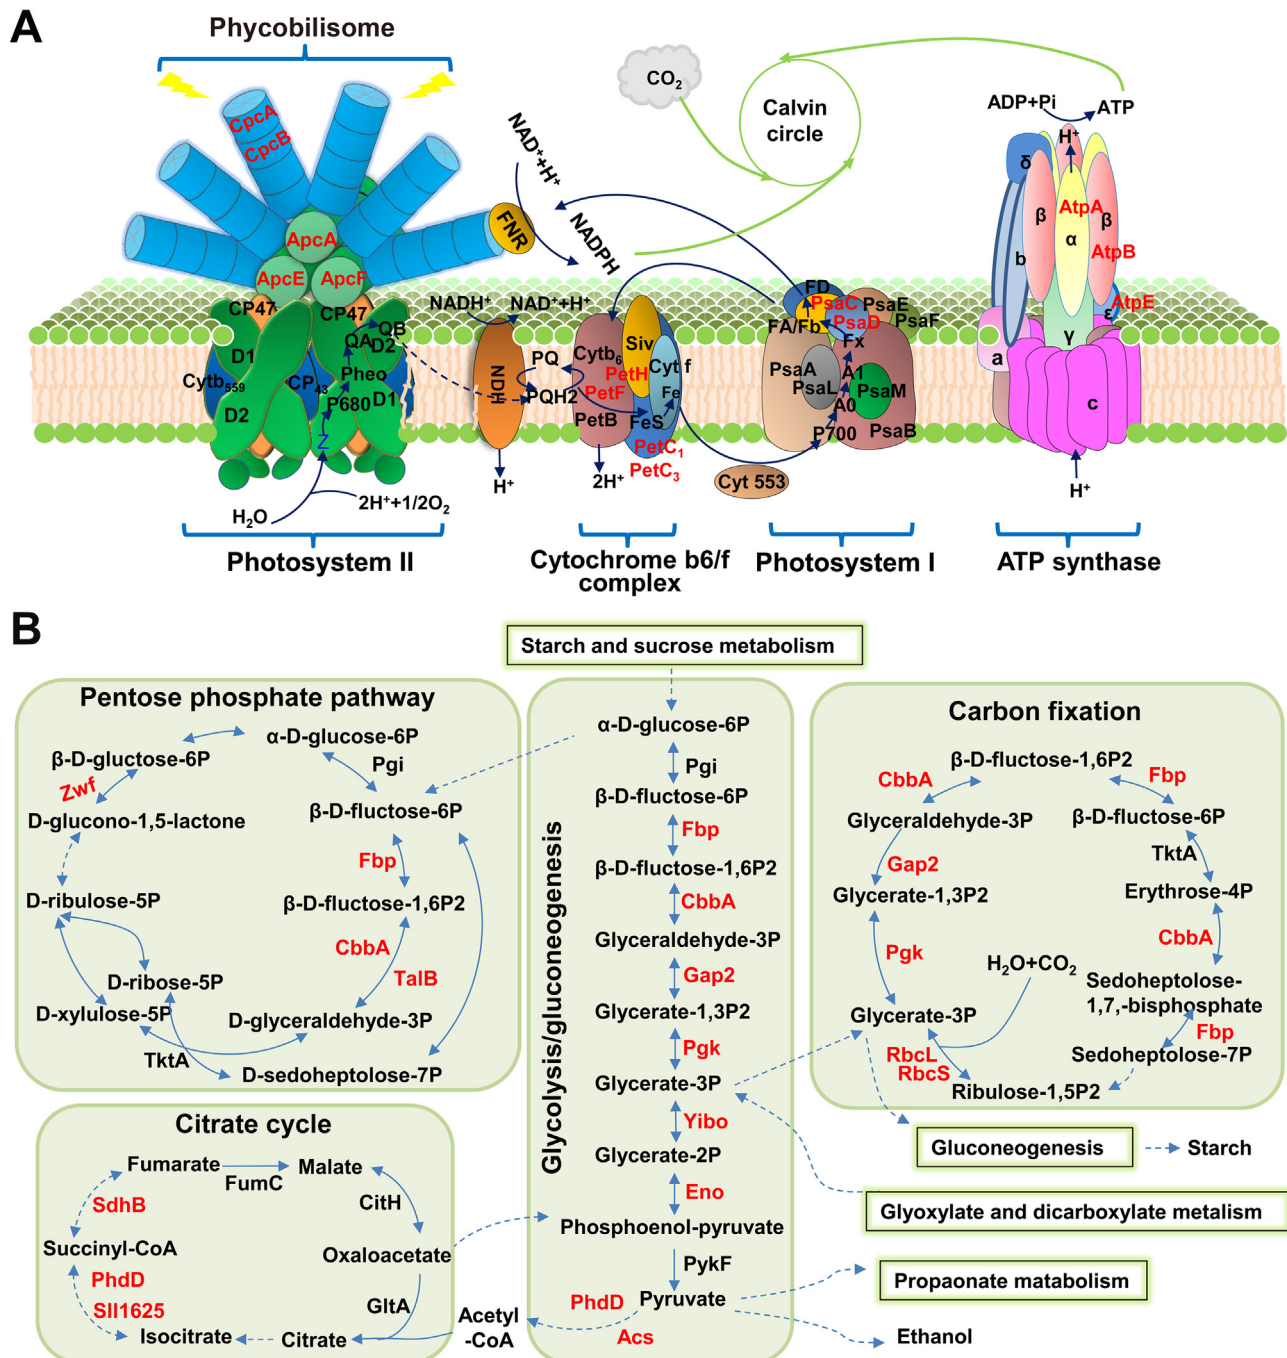 A
Phycobilisome
CpcA
CpcB
ApcA
ApcE
ApcF
FNR
NAD⁺+H⁺
NADPH
CO₂
Calvin
circle
ADP+Pi
ATP
H⁺
δ
β
AtpA
β
α
AtpB
b
AtpE
ε
γ
a
c
H⁺
CP47
CP47
QB
QA
D2
D1
Cytb₅₅₉
CP₄₃
Pheo
D2
P680
D1
Z
H₂O
2H⁺+1/2O₂
NADH⁺
NAD⁺+H⁺
NDH
PQ
PQH2
H⁺
Cytb₆
Siv
PetH
Cyt f
PetF
Fe
PetB
FeS
PetC₁
PetC₃
2H⁺
Cyt 553
FD
PsaC
PsaE
FA/Fb
PsaD
PsaF
Fx
PsaA
A1
PsaL
PsaM
A0
P700
PsaB
Photosystem II
Cytochrome b6/f
complex
Photosystem I
ATP synthase
B
Starch and sucrose metabolism
Pentose phosphate pathway
β-D-gluctose-6P
α-D-glucose-6P
Pgi
Zwf
D-glucono-1,5-lactone
β-D-fluctose-6P
Fbp
D-ribulose-5P
β-D-fluctose-1,6P2
CbbA
TalB
D-ribose-5P
D-xylulose-5P
D-glyceraldehyde-3P
TktA
D-sedoheptolose-7P
Glycolysis/gluconeogenesis
α-D-glucose-6P
Pgi
β-D-fluctose-6P
Fbp
β-D-fluctose-1,6P2
CbbA
Glyceraldehyde-3P
Gap2
Glycerate-1,3P2
Pgk
Glycerate-3P
Yibo
Glycerate-2P
Eno
Phosphoenol-pyruvate
PykF
Pyruvate
PhdD
Acs
Carbon fixation
β-D-fluctose-1,6P2
CbbA
Fbp
Glyceraldehyde-3P
β-D-fluctose-6P
Gap2
TktA
Glycerate-1,3P2
Erythrose-4P
Pgk
CbbA
H₂O+CO₂
Sedoheptolose-
1,7,-bisphosphate
Glycerate-3P
Fbp
RbcL
RbcS
Sedoheptolose-7P
Ribulose-1,5P2
Gluconeogenesis
Starch
Glyoxylate and dicarboxylate metalism
Propaonate matabolism
Ethanol
Citrate cycle
Fumarate
Malate
FumC
SdhB
CitH
Succinyl-CoA
Oxaloacetate
PhdD
Sll1625
GltA
Isocitrate
Citrate
Acetyl
-CoA